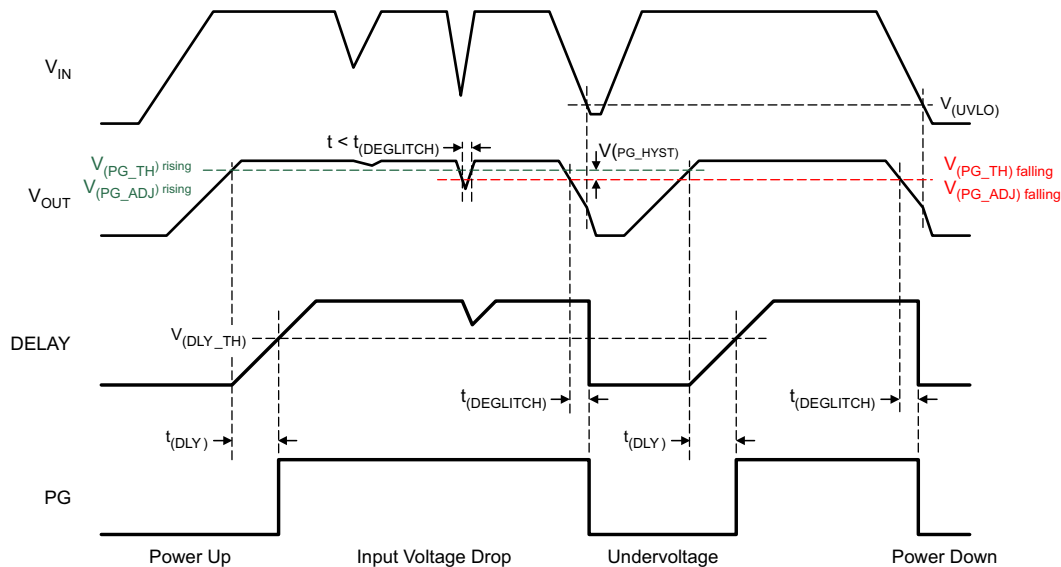 V(IN)
V(UVLO)
t < t(DEGLITCH)
V(PG_HYST)
V(PG_TH) rising
V(PG_ADJ) rising
V(PG_TH) falling
V(PG_ADJ) falling
VOUT
DELAY
V(DLY_TH)
t(DEGLITCH)
t(DEGLITCH)
t(DLY)
t(DLY)
PG
Power Up
Input Voltage Drop
Undervoltage
Power Down